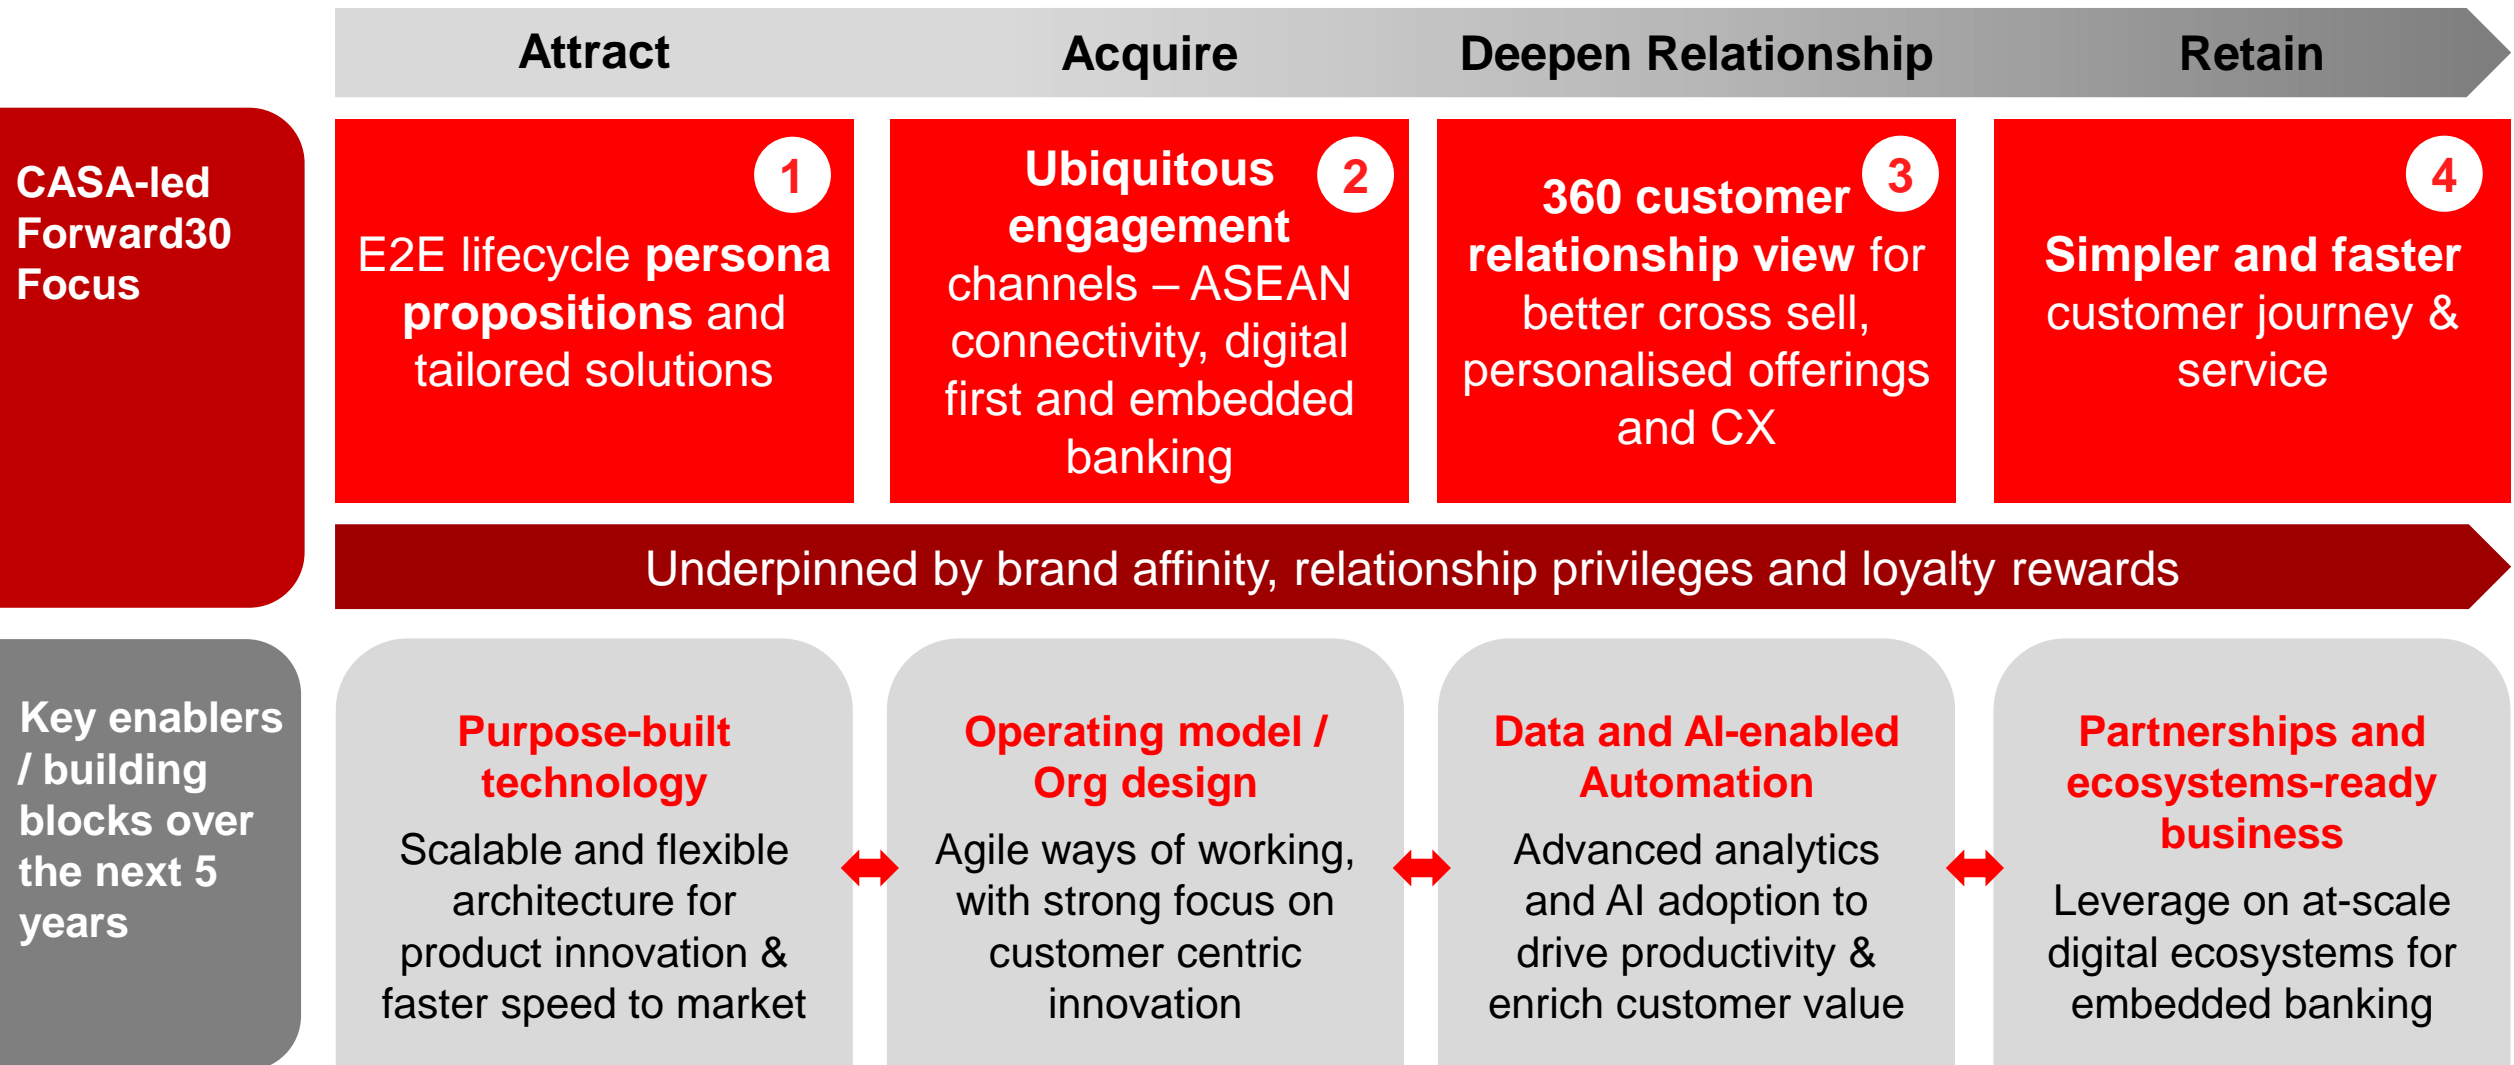 Attract
Acquire
Deepen Relationship
Retain
CASA-led
Forward30
Focus
1
E2E lifecycle persona
propositions and
tailored solutions
2
Ubiquitous
engagement
channels – ASEAN
connectivity, digital
first and embedded
banking
3
360 customer
relationship view for
better cross sell,
personalised offerings
and CX
4
Simpler and faster
customer journey &
service
Underpinned by brand affinity, relationship privileges and loyalty rewards
Key enablers
/ building
blocks over
the next 5
years
Purpose-built
technology
Scalable and flexible
architecture for
product innovation &
faster speed to market
Operating model /
Org design
Agile ways of working,
with strong focus on
customer centric
innovation
Data and AI-enabled
Automation
Advanced analytics
and AI adoption to
drive productivity &
enrich customer value
Partnerships and
ecosystems-ready
business
Leverage on at-scale
digital ecosystems for
embedded banking